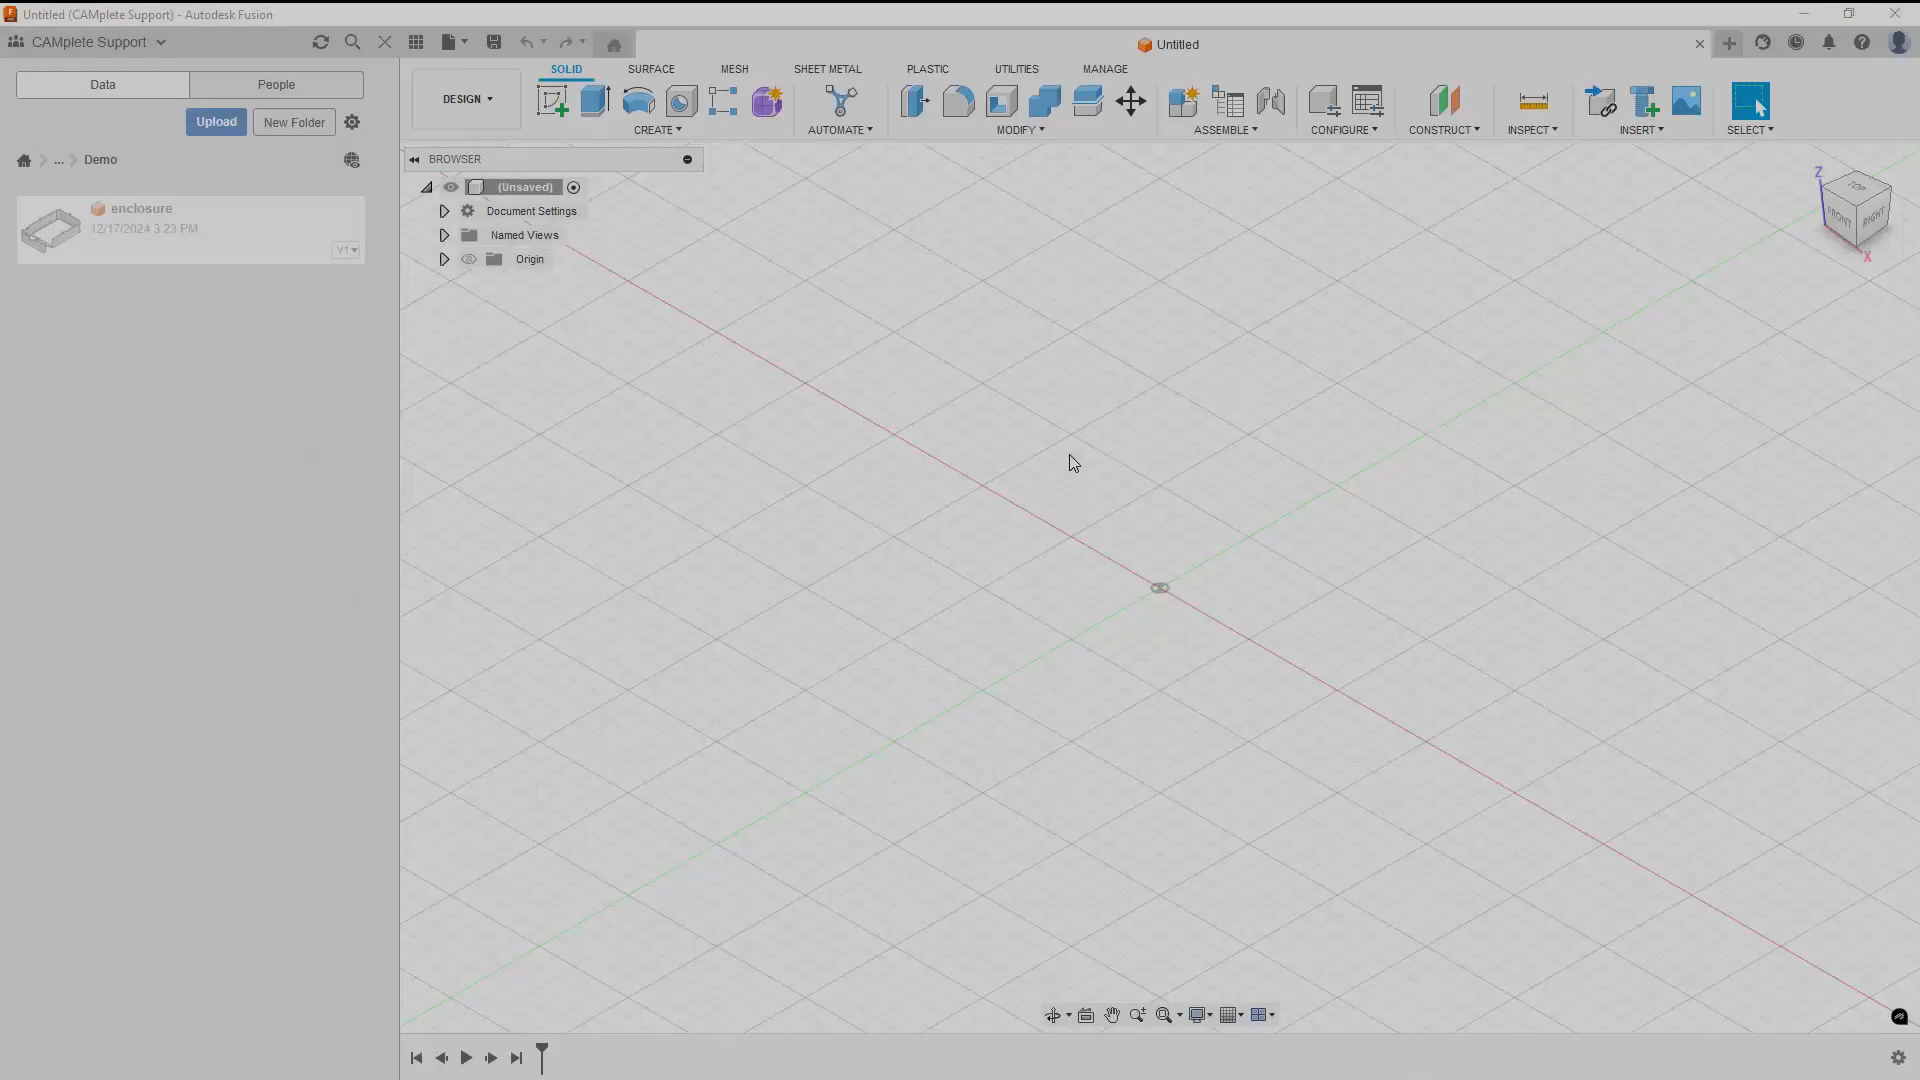 Untitled (CAMplete Support) - Autodesk Fusion
CAMplete Support
Untitled
Data
People
Upload
New Folder
... Demo
enclosure
12/17/2024 3:23 PM
V1
DESIGN
SOLID
SURFACE
MESH
SHEET METAL
PLASTIC
UTILITIES
MANAGE
CREATE
AUTOMATE
MODIFY
ASSEMBLE
CONFIGURE
CONSTRUCT
INSPECT
INSERT
SELECT
BROWSER
(Unsaved)
Document Settings
Named Views
Origin
Z
TOP
FRONT
RIGHT
X